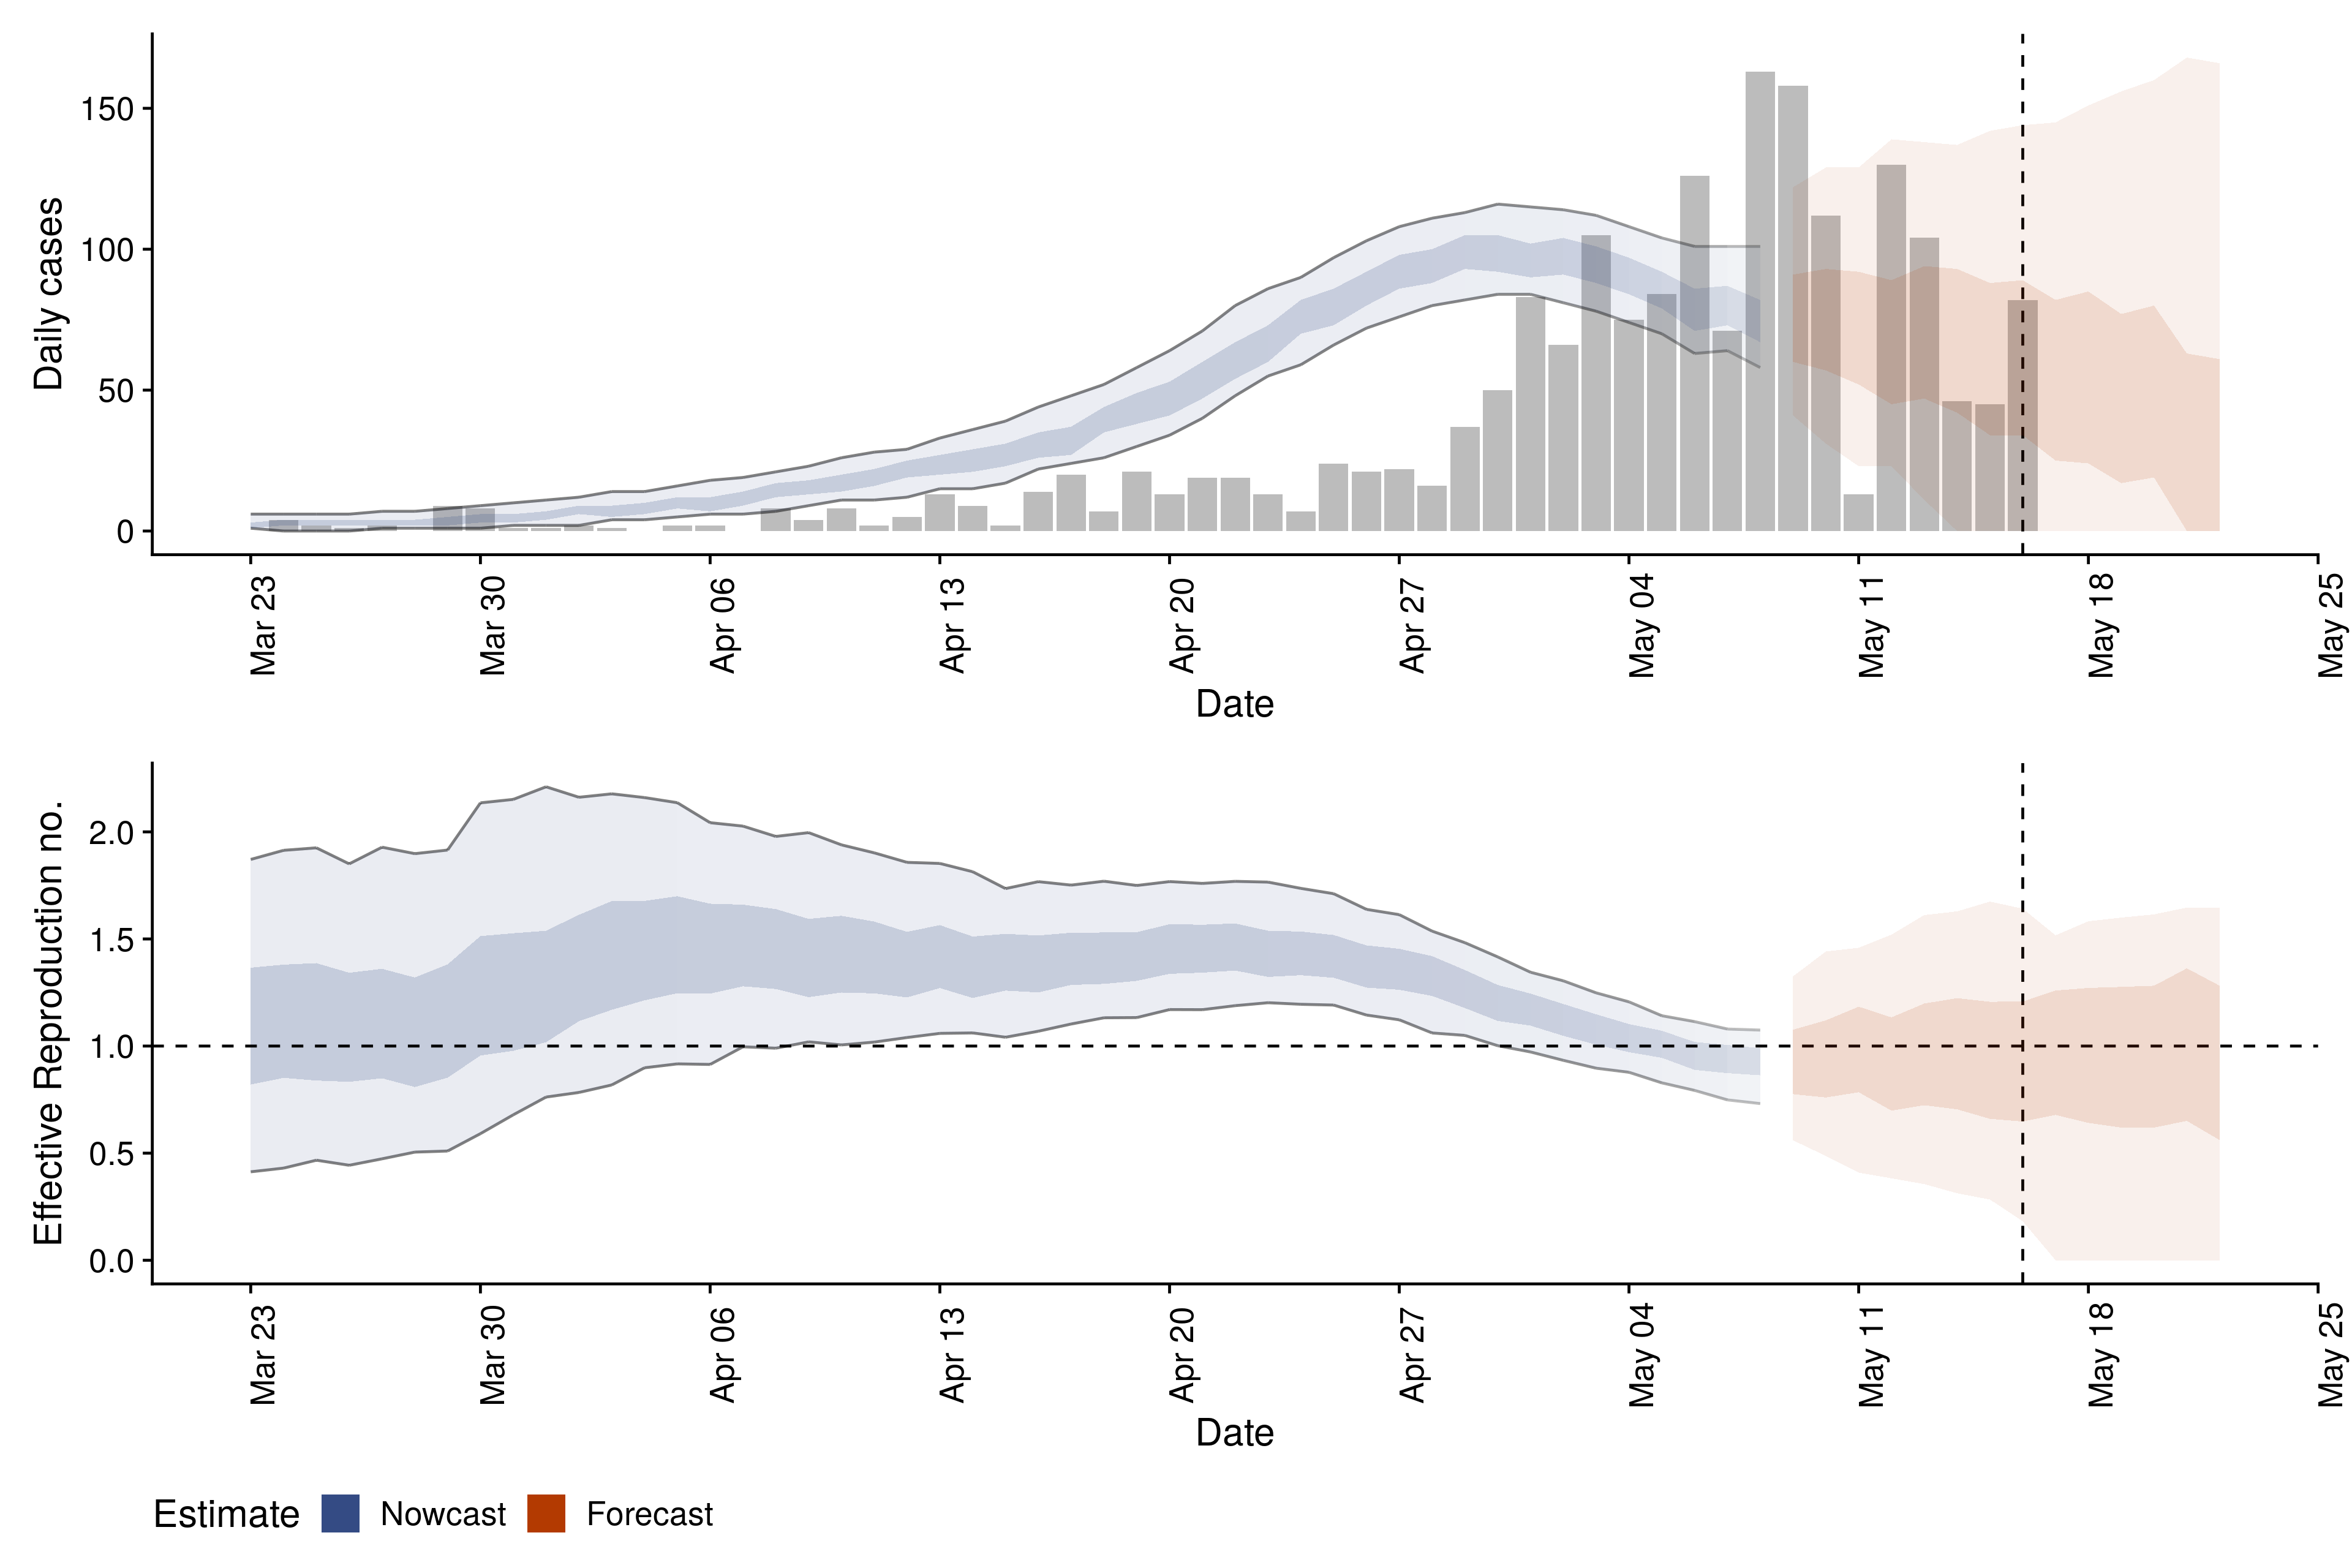 Daily cases
150
100
50
0
Mar 23
Mar 30
Apr 06
Apr 13
Apr 20
Apr 27
May 04
May 11
May 18
May 25
Date
Effective Reproduction no.
2.0
1.5
1.0
0.5
0.0
Mar 23
Mar 30
Apr 06
Apr 13
Apr 20
Apr 27
May 04
May 11
May 18
May 25
Date
Estimate Nowcast Forecast